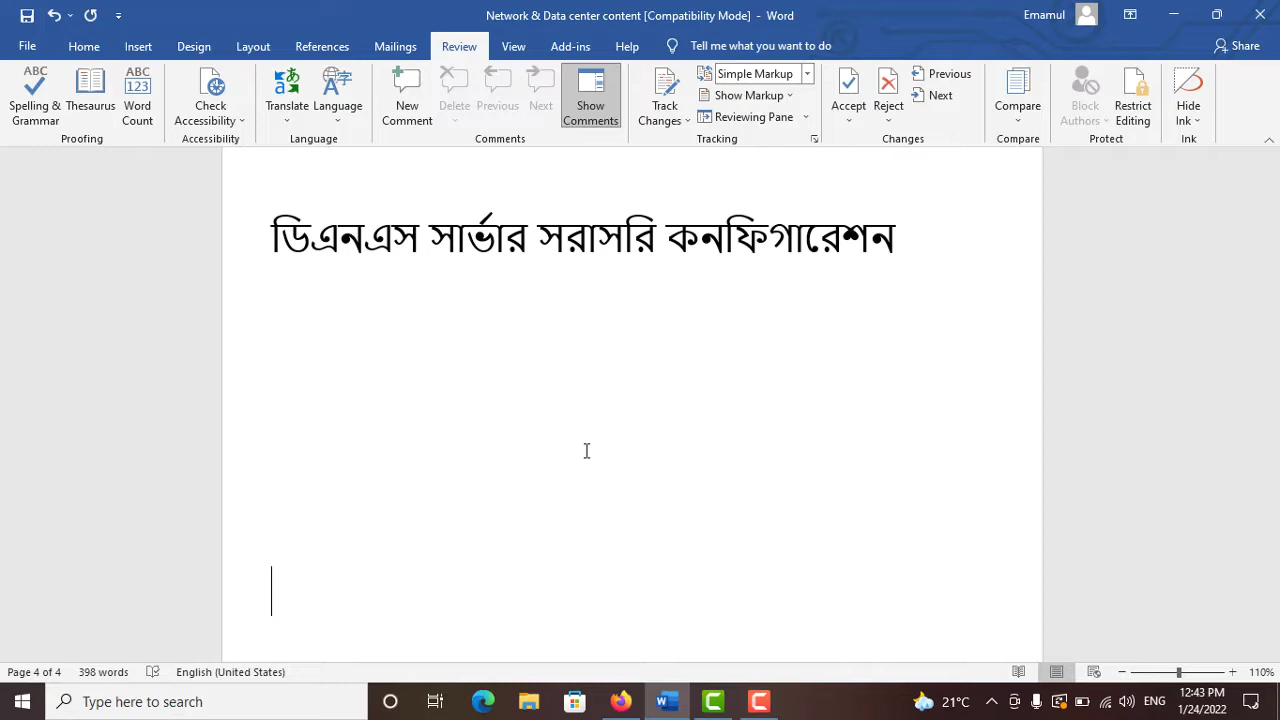 Network & Data center content [Compatibility Mode] - Word
Emamul
File Home Insert Design Layout References Mailings Review View Add-ins Help Tell me what you want to do Share
Spelling & Grammar
Thesaurus
Word Count
Check Accessibility
Translate
Language
New Comment
Delete
Previous
Next
Show Comments
Track Changes
Simple Markup
Show Markup
Reviewing Pane
Accept
Reject
Previous
Next
Compare
Block Authors
Restrict Editing
Hide Ink
Proofing Accessibility Language Comments Tracking Changes Compare Protect Ink
ডিএনএস সার্ভার সরাসরি কনফিগারেশন
Page 4 of 4 398 words English (United States) 110%
Type here to search
21°C ENG
12:43 PM
1/24/2022